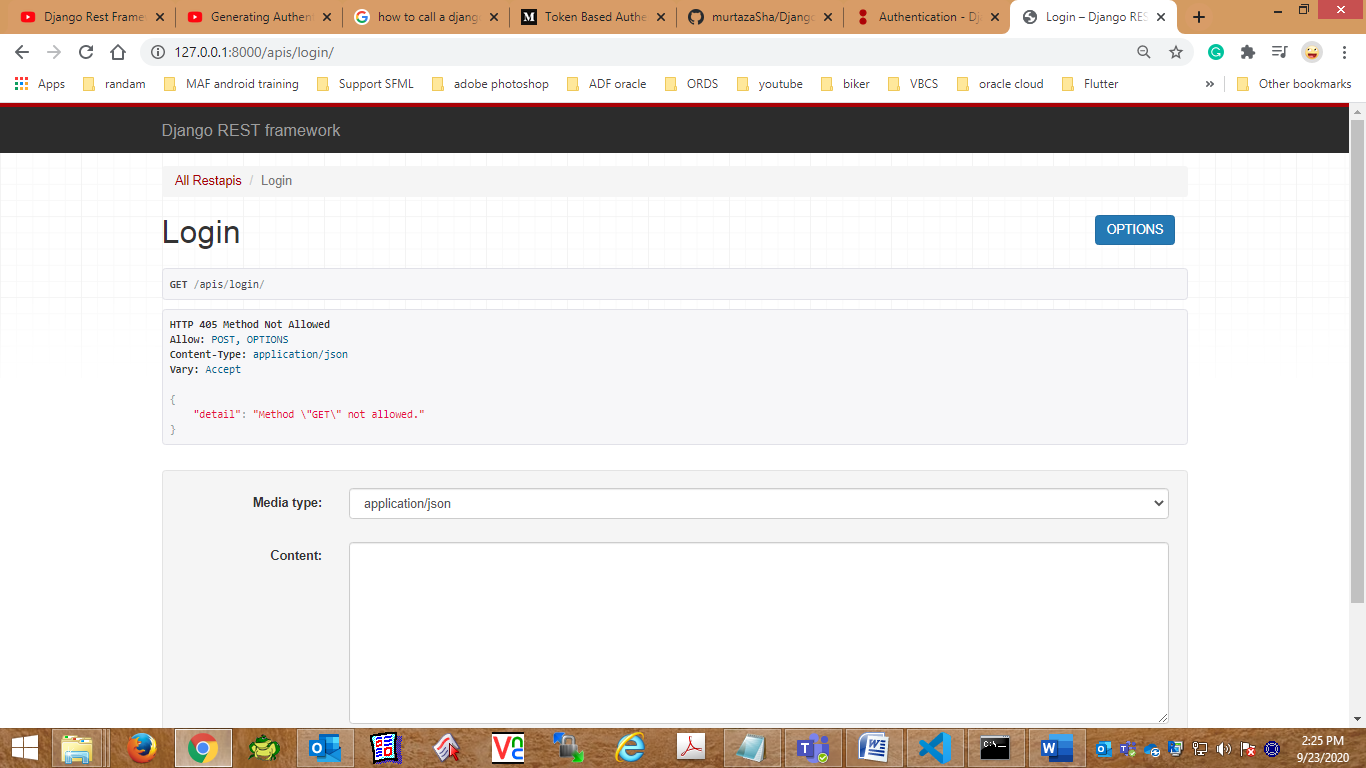 Django Rest Frame
Generating Authen
how to call a djang
Token Based Authe
murtazaSha/Django
Authentication - Dj
Login – Django RES
127.0.0.1:8000/apis/login/
Apps
randam
MAF android training
Support SFML
adobe photoshop
ADF oracle
ORDS
youtube
biker
VBCS
oracle cloud
Flutter
»
Other bookmarks
Django REST framework
All Restapis / Login
Login
OPTIONS
GET /apis/login/
HTTP 405 Method Not Allowed
Allow: POST, OPTIONS
Content-Type: application/json
Vary: Accept
{
"detail": "Method \"GET\" not allowed."
}
Media type:
application/json
Content:
2:25 PM
9/23/2020